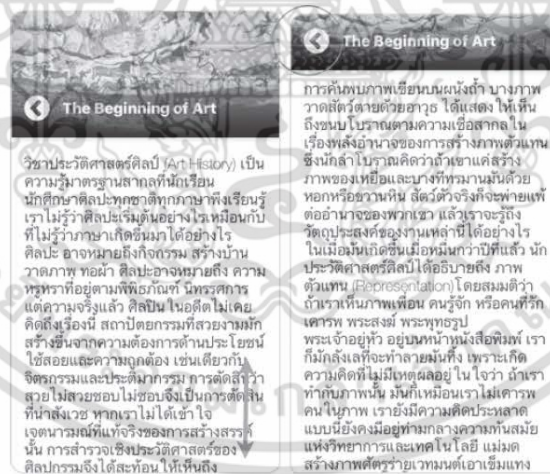 The Beginning of Art
วิชาประวัติศาสตร์ศิลป์ (Art History) เป็น
ความรู้มาตรฐานสากลที่นักเรียน
นักศึกษาศิลปะทุกชาติทุกภาษาพึงเรียนรู้
เราไม่รู้ว่าศิลปะเริ่มต้นอย่างไรเหมือนกับ
ที่ไม่รู้ว่าภาษาเกิดขึ้นมาได้อย่างไร
ศิลปะ อาจหมายถึงกิจกรรม สร้างบ้าน
วาดภาพ ทอผ้า ศิลปะอาจหมายถึง ความ
หรูหราที่อยู่ตามพิพิธภัณฑ์ นิทรรศการ
แต่ความจริงแล้ว ศิลปินในอดีตไม่เคย
คิดถึงเรื่องนี้ สถาปัตยกรรมที่สวยงามมัก
สร้างขึ้นจากความต้องการด้านประโยชน์
ใช้สอยและความถูกต้อง เช่นเดียวกับ
จิตรกรรมและประติมากรรม การตัดสินว่า
สวยไม่สวยชอบไม่ชอบจึงเป็นการตัดสิน
ที่น่าสังเวช หากเราไม่ได้เข้าใจ
เจตนารมณ์ที่แท้จริงของการสร้างสรรค์
นั้น การสำรวจเชิงประวัติศาสตร์ของ
ศิลปกรรมจึงได้สะท้อนให้เห็นถึง
The Beginning of Art
การค้นพบภาพเขียนบนผนังถ้ำ บางภาพ
วาดสัตว์ตายด้วยอาวุธ ได้แสดงให้เห็น
ถึงขนบโบราณตามความเชื่อสากลใน
เรื่องพลังอำนาจของการสร้างภาพตัวแทน
ซึ่งนักล่าโบราณคิดว่าถ้าเขาแค่สร้าง
ภาพของเหยื่อและบางที่ทรมานมันด้วย
หอกหรือขวานหิน สัตว์ตัวจริงก็จะพ่ายแพ้
ต่ออำนาจของพวกเขา แล้วเราจะรู้ถึง
วัตถุประสงค์ของงานเหล่านี้ได้อย่างไร
ในเมื่อมันเกิดขึ้นเมื่อหมื่นกว่าปีที่แล้ว นัก
ประวัติศาสตร์ศิลป์ได้อธิบายถึง ภาพ
ตัวแทน (Representation) โดยสมมติว่า
ถ้าเราเห็นภาพเพื่อน คนรู้จัก หรือคนที่รัก
เคารพ พระสงฆ์ พระพุทธรูป
พระเจ้าอยู่หัว อยู่บนหน้าหนังสือพิมพ์ เรา
ก็มักลังเลที่จะทำลายมันทิ้ง เพราะเกิด
ความคิดที่ไม่มีเหตุผลอยู่ ในใจว่า ถ้าเรา
ทำกับภาพนั้น มันก็เหมือนเราไม่เคารพ
คนในภาพ เรายังมีความคิดประหลาด
แบบนี้ยังคงมีอยู่ท่ามกลางความทันสมัย
แห่งวิทยาการและเทคโนโลยี แม่มด
สร้างภาพศัตรูร้ายเวทมนต์เอาเข็มแทง